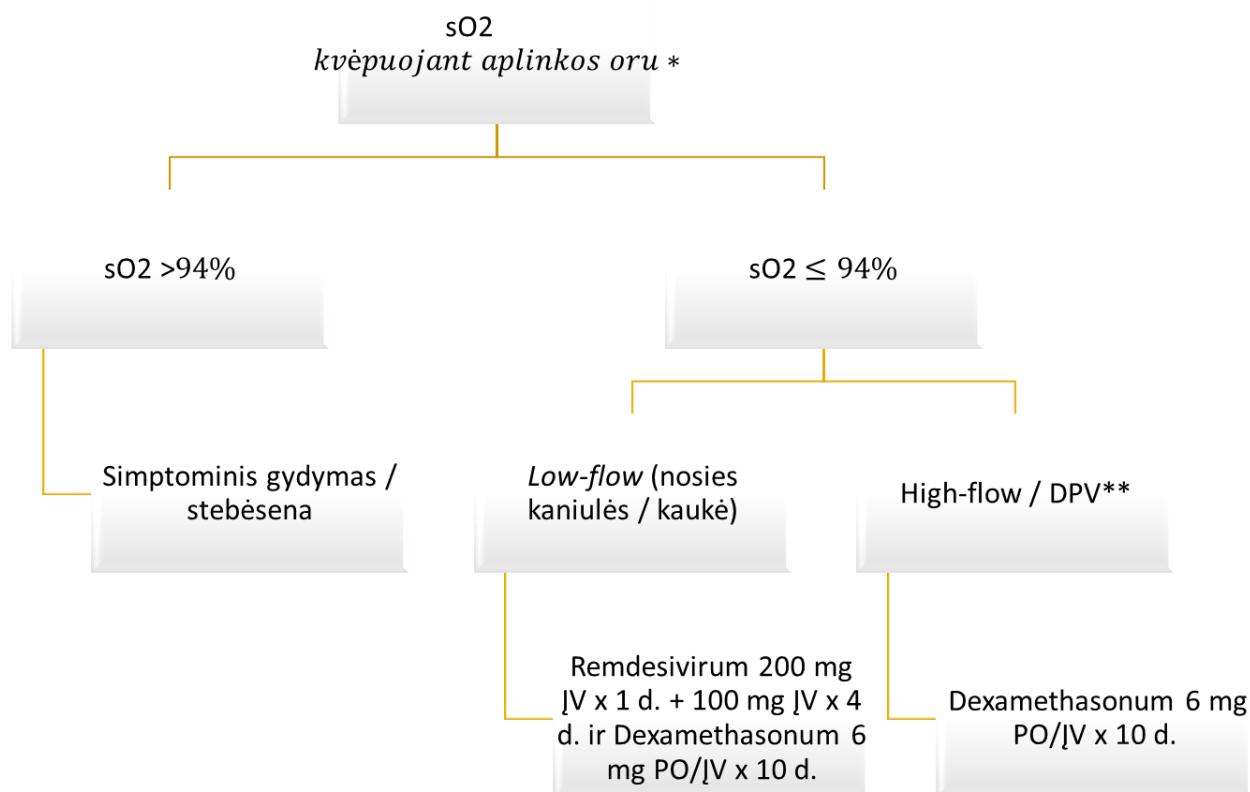 sO2
kvėpuojant aplinkos oru *
sO2 >94%
sO2 ≤ 94%
Simptominis gydymas /
stebėsena
Low-flow (nosies
kaniulės / kaukė)
High-flow / DPV**
Remdesivirum 200 mg
ĮV x 1 d. + 100 mg ĮV x 4
d. ir Dexamethasonum 6
mg PO/ĮV x 10 d.
Dexamethasonum 6 mg
PO/ĮV x 10 d.